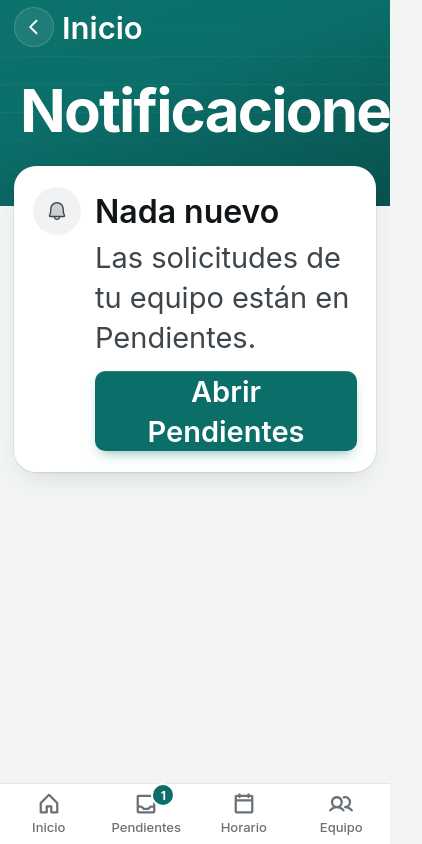 Inicio
Notificacione
Nada nuevo
Las solicitudes de
tu equipo están en
Pendientes.
Abrir
Pendientes
1
Inicio
Pendientes
Horario
Equipo